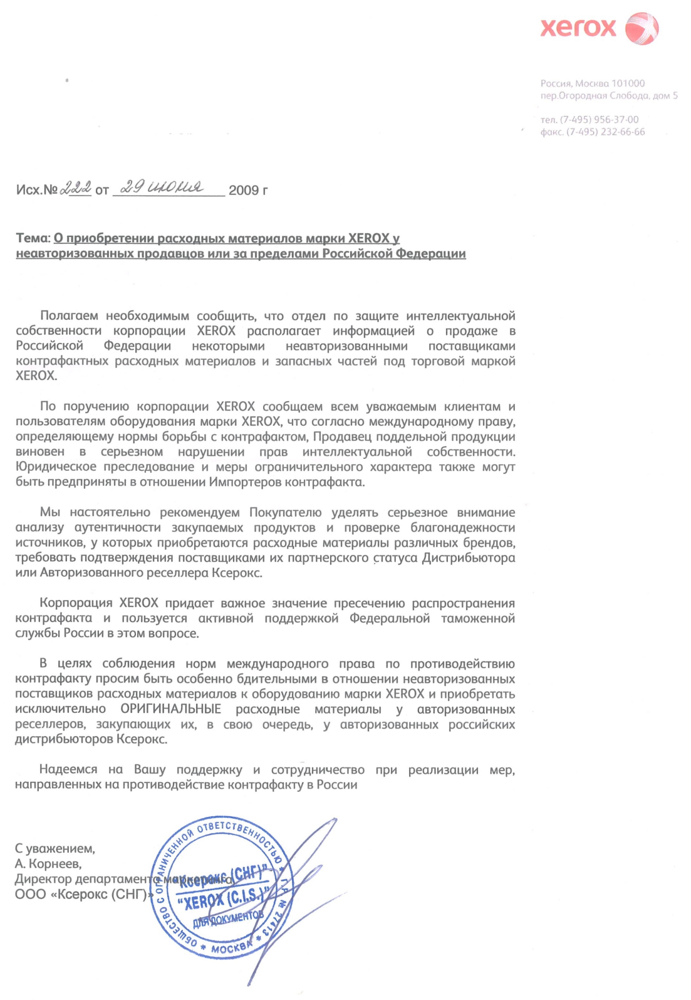 xerox
Россия, Москва 101000
пер.Огородная Слобода, дом 5
тел. (7-495) 956-37-00
факс. (7-495) 232-66-66
Исх.№ 222 от 29 июня 2009 г
Тема: О приобретении расходных материалов марки XEROX у
неавторизованных продавцов или за пределами Российской Федерации
Полагаем необходимым сообщить, что отдел по защите интеллектуальной
собственности корпорации XEROX располагает информацией о продаже в
Российской Федерации некоторыми неавторизованными поставщиками
контрафактных расходных материалов и запасных частей под торговой маркой
XEROX.
По поручению корпорации XEROX сообщаем всем уважаемым клиентам и
пользователям оборудования марки XEROX, что согласно международному праву,
определяющему нормы борьбы с контрафактом, Продавец поддельной продукции
виновен в серьезном нарушении прав интеллектуальной собственности.
Юридическое преследование и меры ограничительного характера также могут
быть предприняты в отношении Импортеров контрафакта.
Мы настоятельно рекомендуем Покупателю уделять серьезное внимание
анализу аутентичности закупаемых продуктов и проверке благонадежности
источников, у которых приобретаются расходные материалы различных брендов,
требовать подтверждения поставщиками их партнерского статуса Дистрибьютора
или Авторизованного реселлера Ксерокс.
Корпорация XEROX придает важное значение пресечению распространения
контрафакта и пользуется активной поддержкой Федеральной таможенной
службы России в этом вопросе.
В целях соблюдения норм международного права по противодействию
контрафакту просим быть особенно бдительными в отношении неавторизованных
поставщиков расходных материалов к оборудованию марки XEROX и приобретать
исключительно ОРИГИНАЛЬНЫЕ расходные материалы у авторизованных
реселлеров, закупающих их, в свою очередь, у авторизованных российских
дистрибьюторов Ксерокс.
Надеемся на Вашу поддержку и сотрудничество при реализации мер,
направленных на противодействие контрафакту в России
С уважением,
А. Корнеев,
Директор департамента маркетинга
ООО «Ксерокс (СНГ)»
ОБЩЕСТВО С ОГРАНИЧЕННОЙ ОТВЕТСТВЕННОСТЬЮ * Г.Р. № 27413 * МОСКВА *
"Ксерокс (СНГ)"
"XEROX (C.I.S.)"
ДЛЯ ДОКУМЕНТОВ